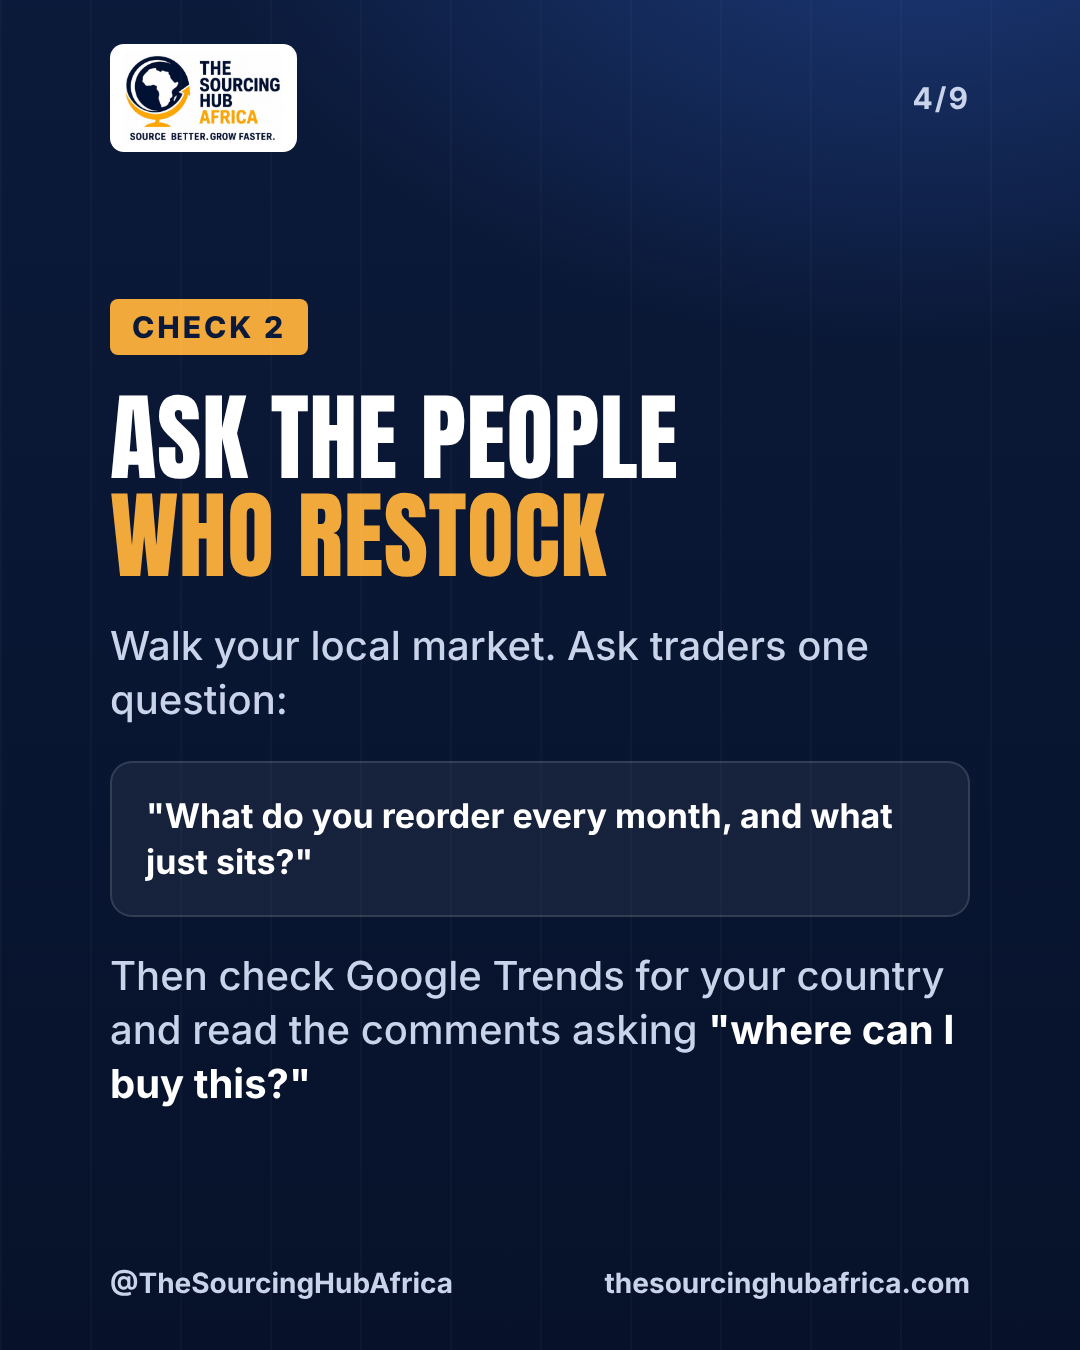 THE
SOURCING
HUB
AFRICA
SOURCE BETTER. GROW FASTER.
4/9
CHECK 2
ASK THE PEOPLE
WHO RESTOCK
Walk your local market. Ask traders one
question:
"What do you reorder every month, and what
just sits?"
Then check Google Trends for your country
and read the comments asking "where can I
buy this?"
@TheSourcingHubAfrica
thesourcinghubafrica.com